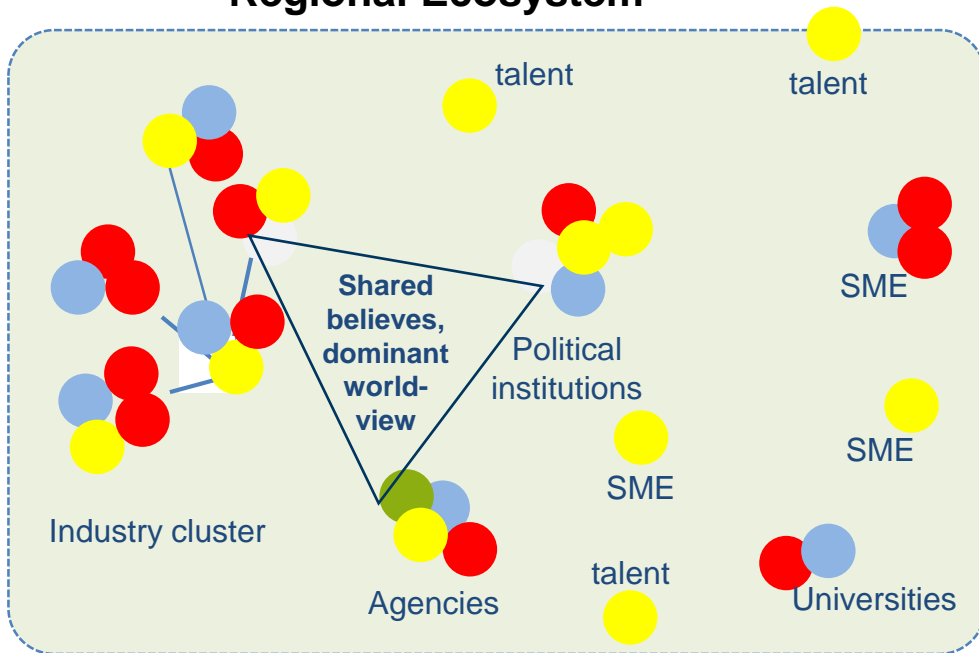 Regional Ecosystem
talent
talent
Shared
believes,
dominant
world-
view
SME
Political
institutions
SME
SME
Industry cluster
talent
Agencies
Universities